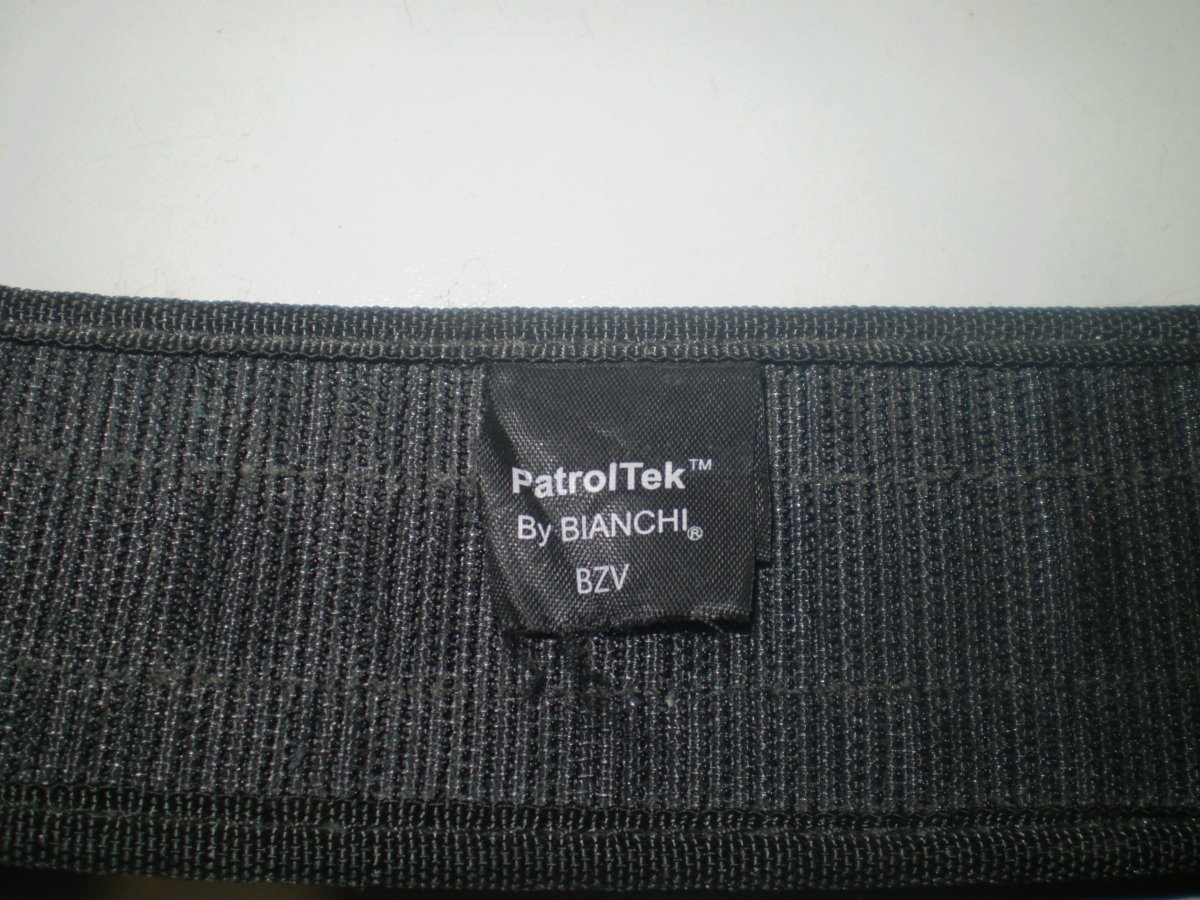 PatrolTek™
By BIANCHI®
BZV